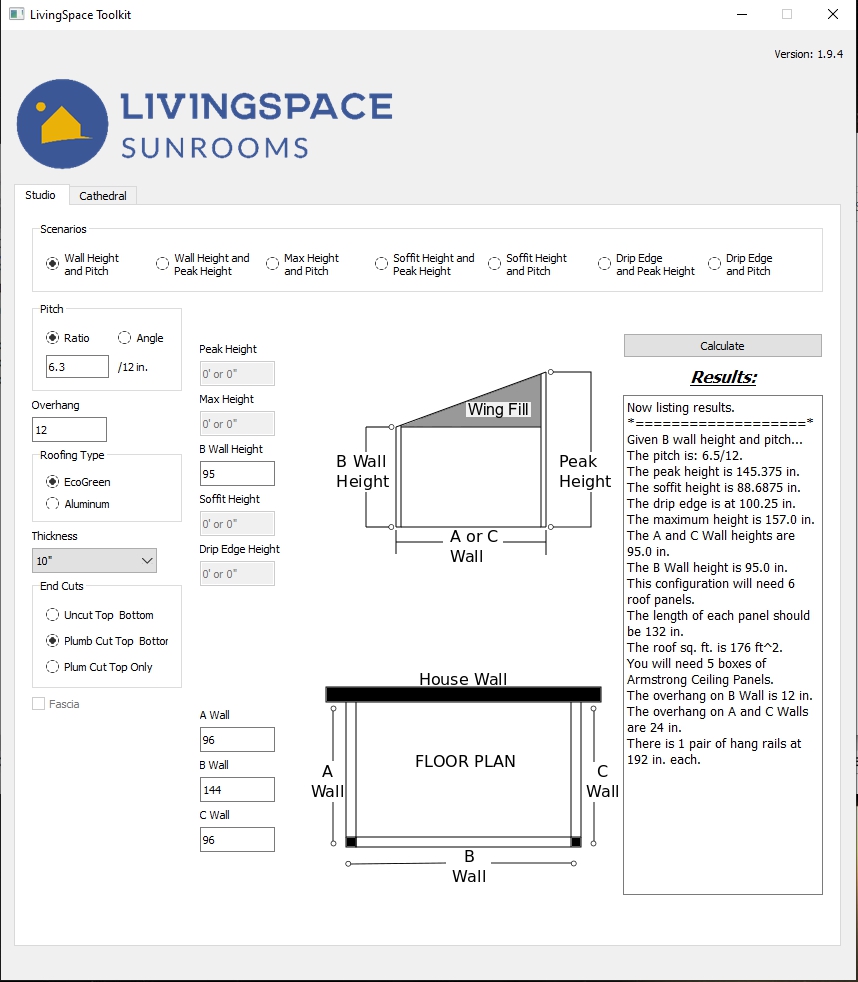 LivingSpace Toolkit
Version: 1.9.4
LIVINGSPACE
SUNROOMS
Studio
Cathedral
Scenarios
Wall Height
and Pitch
Wall Height and
Peak Height
Max Height
and Pitch
Soffit Height and
Peak Height
Soffit Height
and Pitch
Drip Edge
and Peak Height
Drip Edge
and Pitch
Pitch
Ratio
Angle
6.3
/12 in.
Overhang
12
Roofing Type
EcoGreen
Aluminum
Thickness
10"
End Cuts
Uncut Top  Bottom
Plumb Cut Top  Bottor
Plum Cut Top Only
Fascia
Peak Height
0' or 0"
Max Height
0' or 0"
B Wall Height
95
Soffit Height
0' or 0"
Drip Edge Height
0' or 0"
A Wall
96
B Wall
144
C Wall
96
Wing Fill
B Wall
Height
Peak
Height
A or C
Wall
House Wall
FLOOR PLAN
A
Wall
C
Wall
B
Wall
Calculate
Results:
Now listing results.
*===================*
Given B wall height and pitch...
The pitch is: 6.5/12.
The peak height is 145.375 in.
The soffit height is 88.6875 in.
The drip edge is at 100.25 in.
The maximum height is 157.0 in.
The A and C Wall heights are
95.0 in.
The B Wall height is 95.0 in.
This configuration will need 6
roof panels.
The length of each panel should
be 132 in.
The roof sq. ft. is 176 ft^2.
You will need 5 boxes of
Armstrong Ceiling Panels.
The overhang on B Wall is 12 in.
The overhang on A and C Walls
are 24 in.
There is 1 pair of hang rails at
192 in. each.